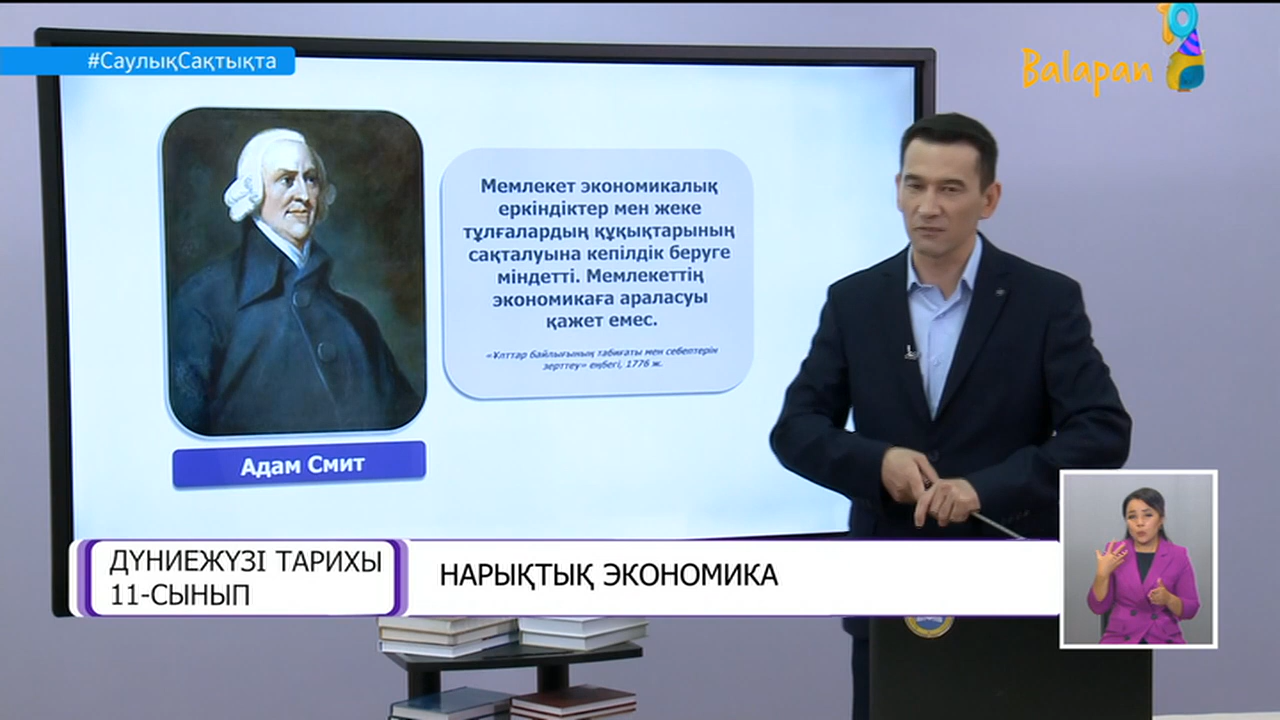 #СаулықСақтықта
Balapan
10
Мемлекет экономикалық
еркіндіктер мен жеке
тұлғалардың құқықтарының
сақталуына кепілдік беруге
міндетті. Мемлекеттің
экономикаға араласуы
қажет емес.
«Ұлттар байлығының табиғаты мен себептерін
зерттеу» еңбегі, 1776 ж.
Адам Смит
ДҮНИЕЖҮЗІ ТАРИХЫ
11-СЫНЫП
НАРЫҚТЫҚ ЭКОНОМИКА